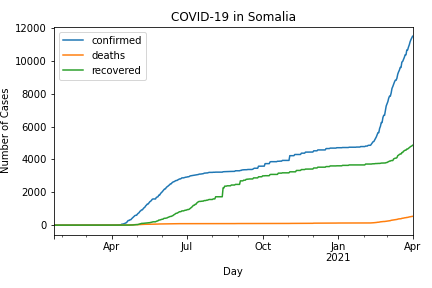 COVID-19 in Somalia
confirmed
deaths
recovered
12000
10000
8000
6000
4000
2000
0
Number of Cases
Apr
Jul
Oct
Jan
2021
Apr
Day